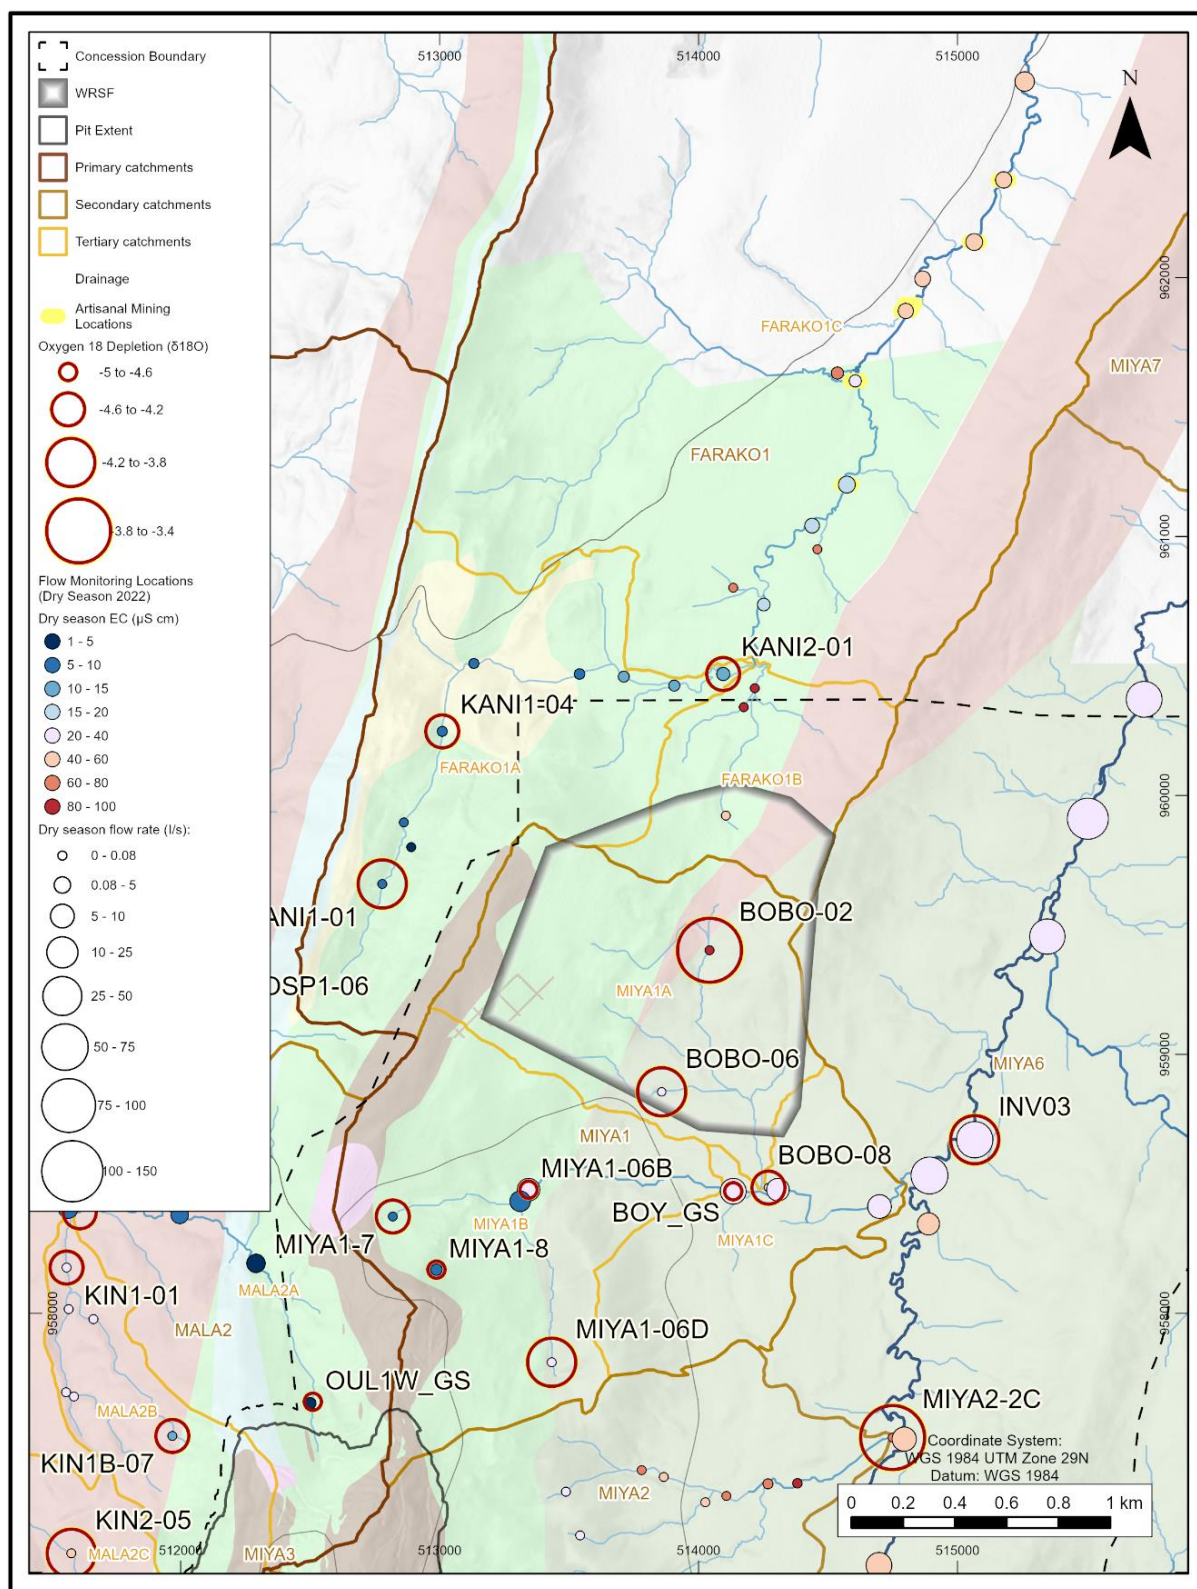 513000
514000
515000
Concession Boundary
WRSF
Pit Extent
Primary catchments
Secondary catchments
Tertiary catchments
Drainage
Artisanal Mining
Locations
Oxygen 18 Depletion (δ18O)
-5 to -4.6
-4.6 to -4.2
-4.2 to -3.8
-3.8 to -3.4
Flow Monitoring Locations
(Dry Season 2022)
Dry season EC (µS cm)
1 - 5
5 - 10
10 - 15
15 - 20
20 - 40
40 - 60
60 - 80
80 - 100
Dry season flow rate (l/s):
0 - 0.08
0.08 - 5
5 - 10
10 - 25
25 - 50
50 - 75
75 - 100
100 - 150
N
962000
FARAKO1C
MIYA7
FARAKO1
961000
KANI2-01
KANI1-04
FARAKO1A
FARAKO1B
960000
ANI1-01
BOBO-02
OSP1-06
MIYA1A
959000
BOBO-06
MIYA6
INV03
MIYA1
BOBO-08
MIYA1-06B
BOY_GS
MIYA1B
MIYA1C
MIYA1-7
MIYA1-8
MALA2A
KIN1-01
958000
MALA2
MIYA1-06D
OUL1W_GS
MALA2B
MIYA2-2C
KIN1B-07
Coordinate System:
WGS 1984 UTM Zone 29N
Datum: WGS 1984
MIYA2
0 0.2 0.4 0.6 0.8 1 km
KIN2-05
MALA2C
MIYA3
512000
513000
514000
515000